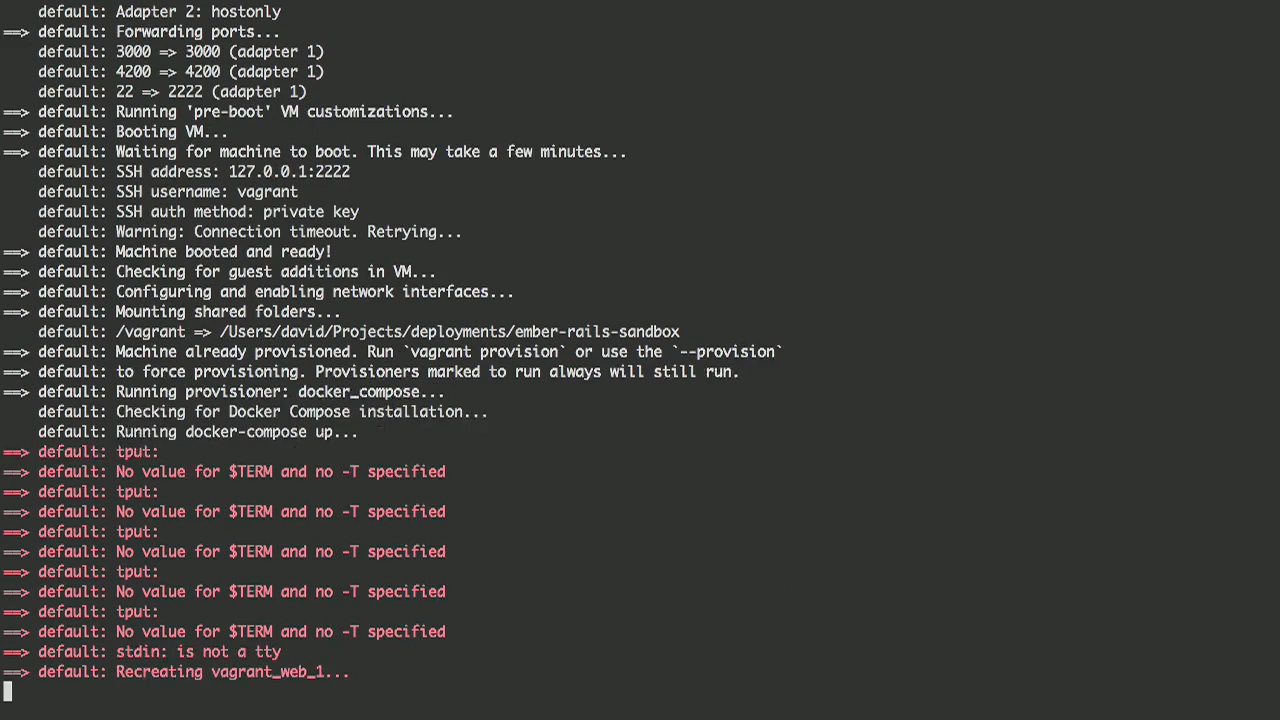 default: Adapter 2: hostonly
==> default: Forwarding ports...
    default: 3000 => 3000 (adapter 1)
    default: 4200 => 4200 (adapter 1)
    default: 22 => 2222 (adapter 1)
==> default: Running 'pre-boot' VM customizations...
==> default: Booting VM...
==> default: Waiting for machine to boot. This may take a few minutes...
    default: SSH address: 127.0.0.1:2222
    default: SSH username: vagrant
    default: SSH auth method: private key
    default: Warning: Connection timeout. Retrying...
==> default: Machine booted and ready!
==> default: Checking for guest additions in VM...
==> default: Configuring and enabling network interfaces...
==> default: Mounting shared folders...
    default: /vagrant => /Users/david/Projects/deployments/ember-rails-sandbox
==> default: Machine already provisioned. Run `vagrant provision` or use the `--provision`
==> default: to force provisioning. Provisioners marked to run always will still run.
==> default: Running provisioner: docker_compose...
    default: Checking for Docker Compose installation...
    default: Running docker-compose up...
==> default: tput:
==> default: No value for $TERM and no -T specified
==> default: tput:
==> default: No value for $TERM and no -T specified
==> default: tput:
==> default: No value for $TERM and no -T specified
==> default: tput:
==> default: No value for $TERM and no -T specified
==> default: tput:
==> default: No value for $TERM and no -T specified
==> default: stdin: is not a tty
==> default: Recreating vagrant_web_1...